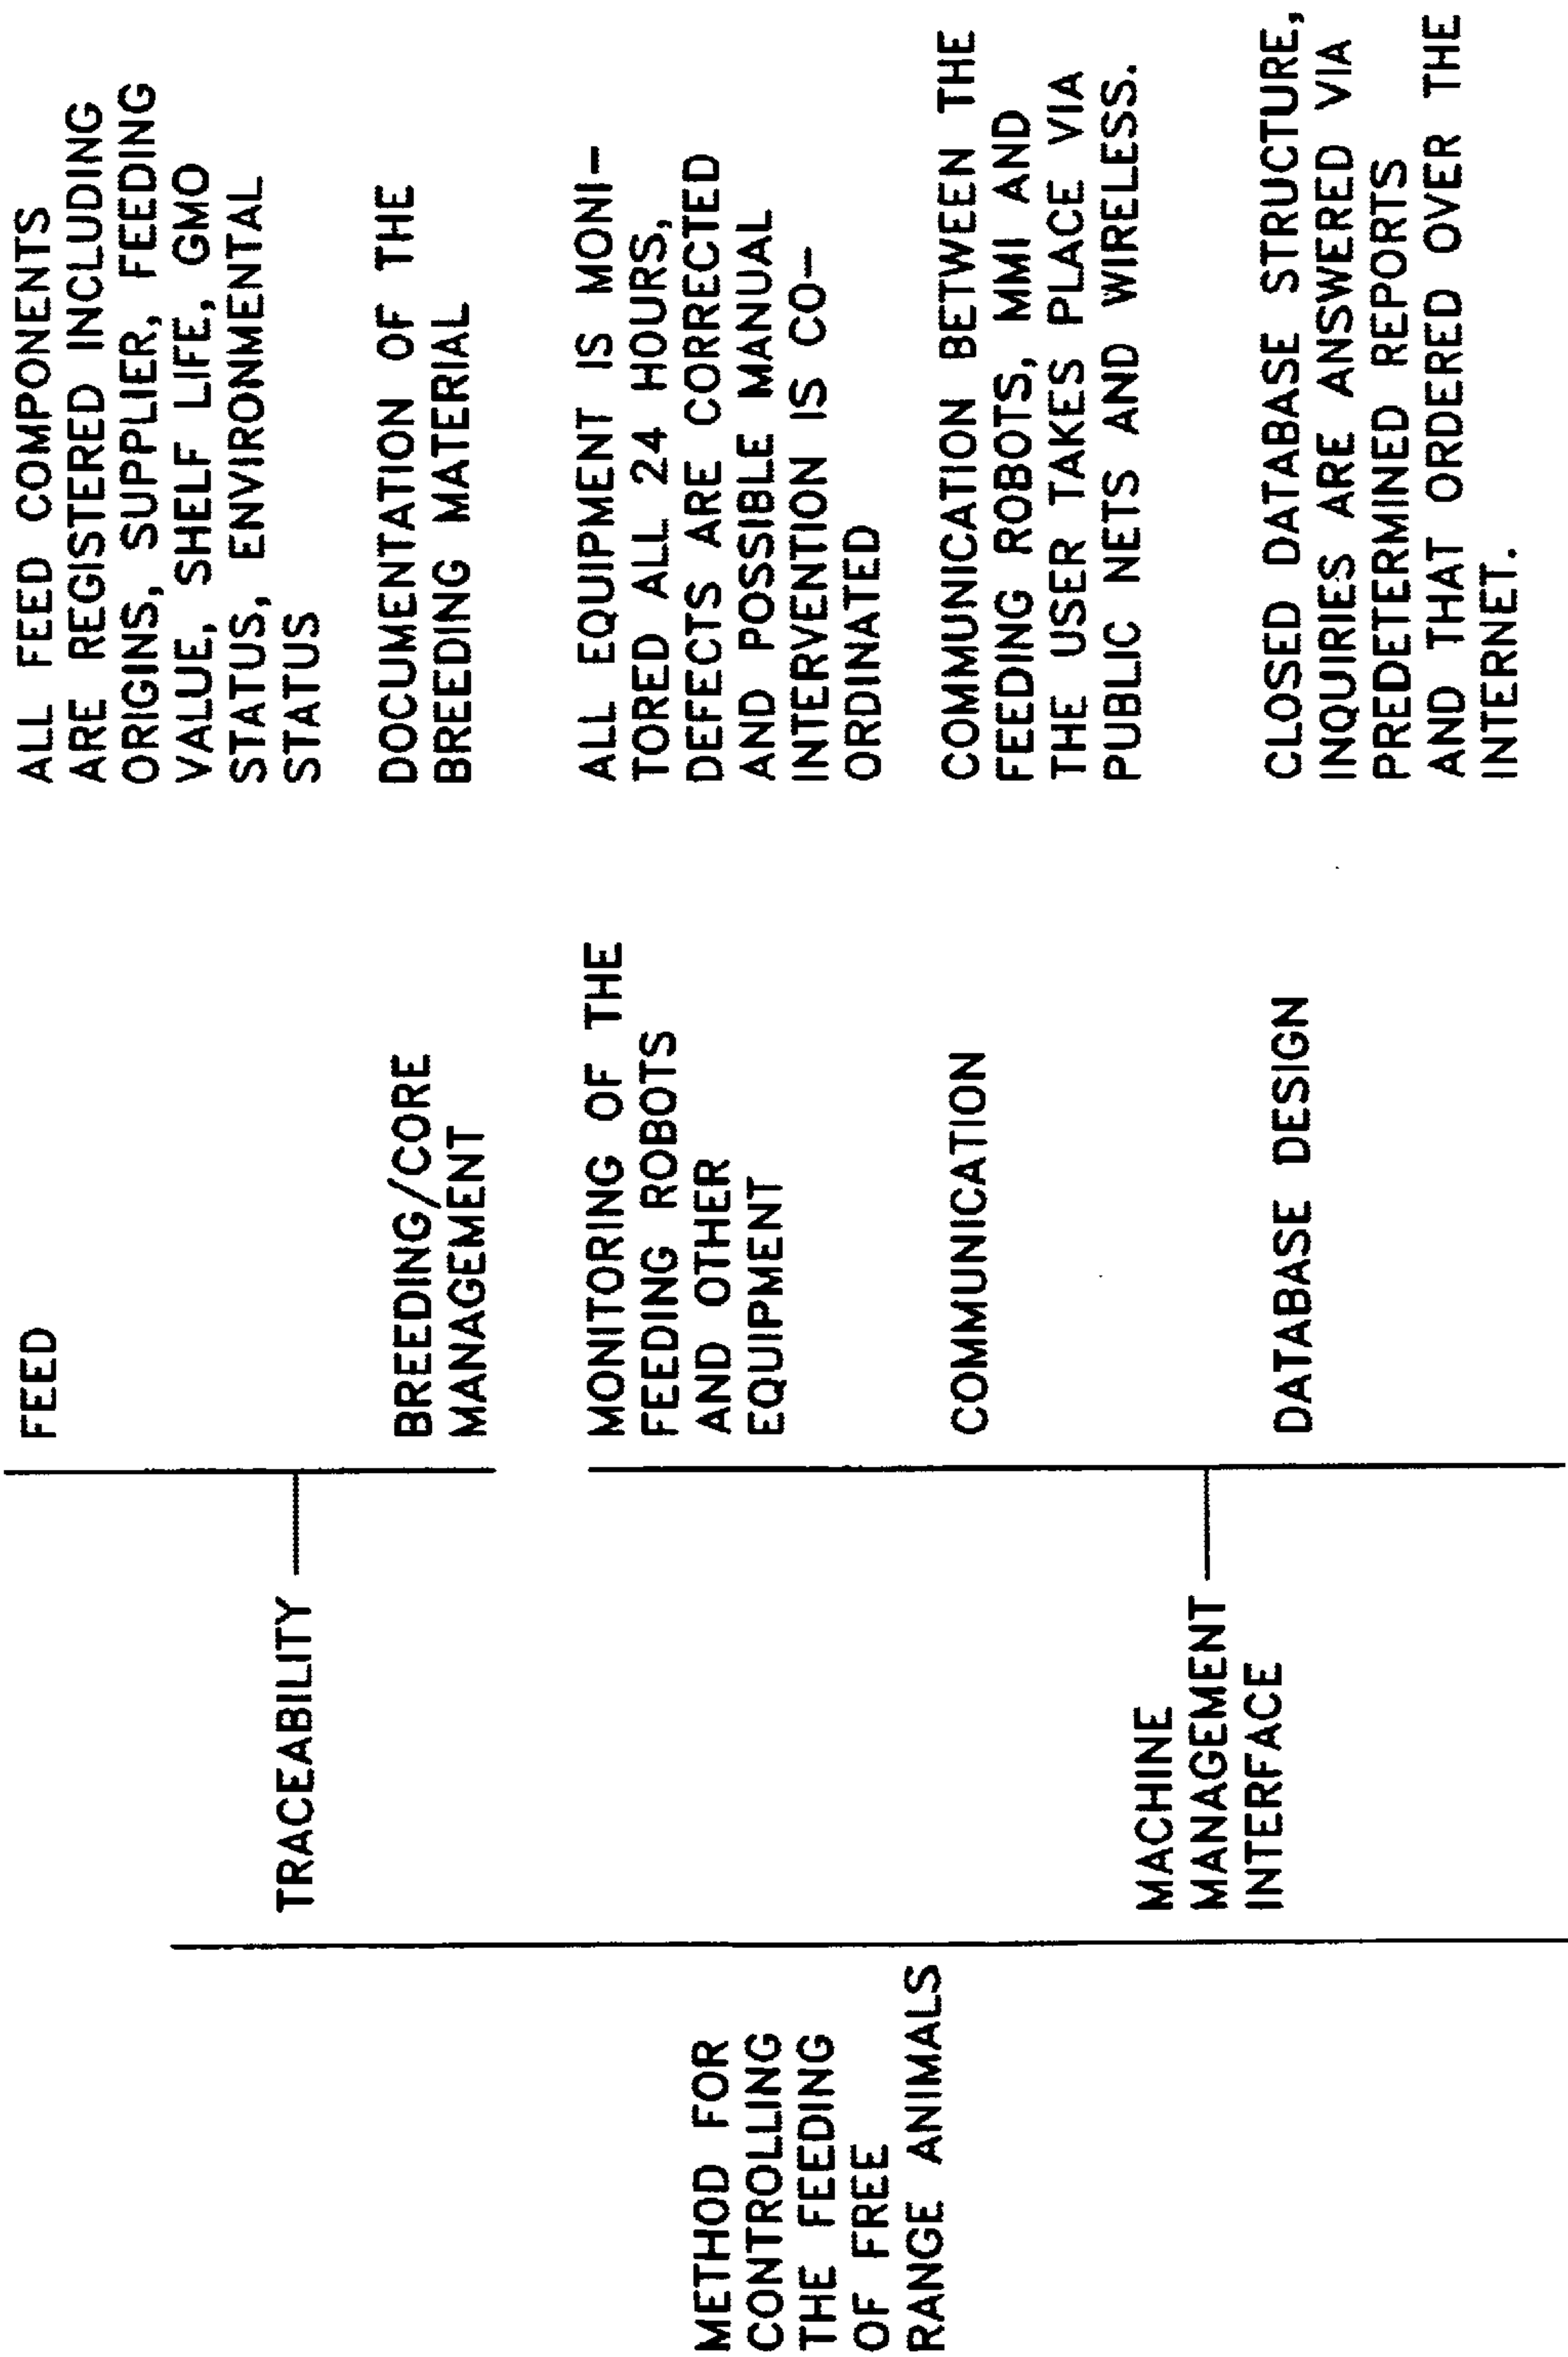 METHOD FOR
CONTROLLING
THE FEEDING
OF FREE
RANGE ANIMALS
TRACEABILITY
FEED
ALL FEED COMPONENTS
ARE REGISTERED INCLUDING
ORIGINS, SUPPLIER, FEEDING
VALUE, SHELF LIFE, GMO
STATUS, ENVIRONMENTAL
STATUS
BREEDING/CORE
MANAGEMENT
DOCUMENTATION OF THE
BREEDING MATERIAL
MACHINE
MANAGEMENT
INTERFACE
MONITORING OF THE
FEEDING ROBOTS
AND OTHER
EQUIPMENT
ALL EQUIPMENT IS MONI-
TORED ALL 24 HOURS,
DEFECTS ARE CORRECTED
AND POSSIBLE MANUAL
INTERVENTION IS CO-
ORDINATED
COMMUNICATION
COMMUNICATION BETWEEN THE
FEEDING ROBOTS, MMI AND
THE USER TAKES PLACE VIA
PUBLIC NETS AND WIRELESS.
DATABASE DESIGN
CLOSED DATABASE STRUCTURE,
INQUIRIES ARE ANSWERED VIA
PREDETERMINED REPORTS
AND THAT ORDERED OVER THE
INTERNET.